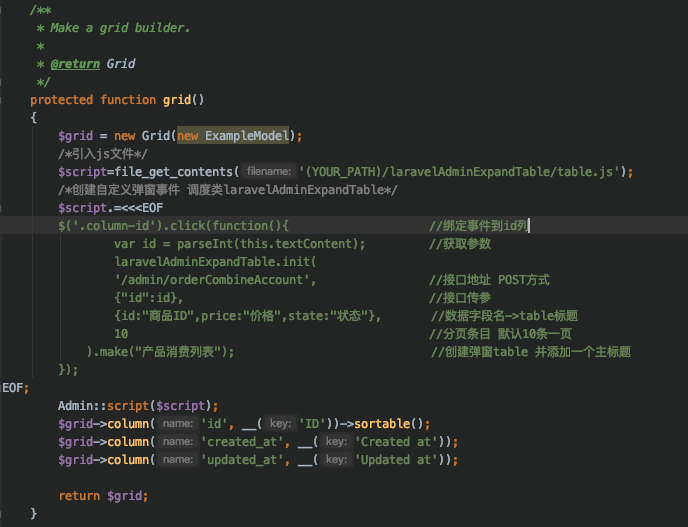 /**
 * Make a grid builder.
 *
 * @return Grid
 */
protected function grid()
{
    $grid = new Grid(new ExampleModel);
    /*引入js文件*/
    $script=file_get_contents( filename: '(YOUR_PATH)/laravelAdminExpandTable/table.js');
    /*创建自定义弹窗事件 调度类laravelAdminExpandTable*/
    $script.=<<<EOF
    $('.column-id').click(function(){                    //绑定事件到id列
            var id = parseInt(this.textContent);         //获取参数
            laravelAdminExpandTable.init(
            '/admin/orderCombineAccount',                //接口地址 POST方式
            {"id":id},                                   //接口传参
            {id:"商品ID",price:"价格",state:"状态"},       //数据字段名->table标题
            10                                           //分页条目 默认10条一页
        ).make("产品消费列表");                            //创建弹窗table 并添加一个主标题
    });
EOF;
    Admin::script($script);
    $grid->column( name: 'id', __( key: 'ID'))->sortable();
    $grid->column( name: 'created_at', __( key: 'Created at'));
    $grid->column( name: 'updated_at', __( key: 'Updated at'));
    return $grid;
}